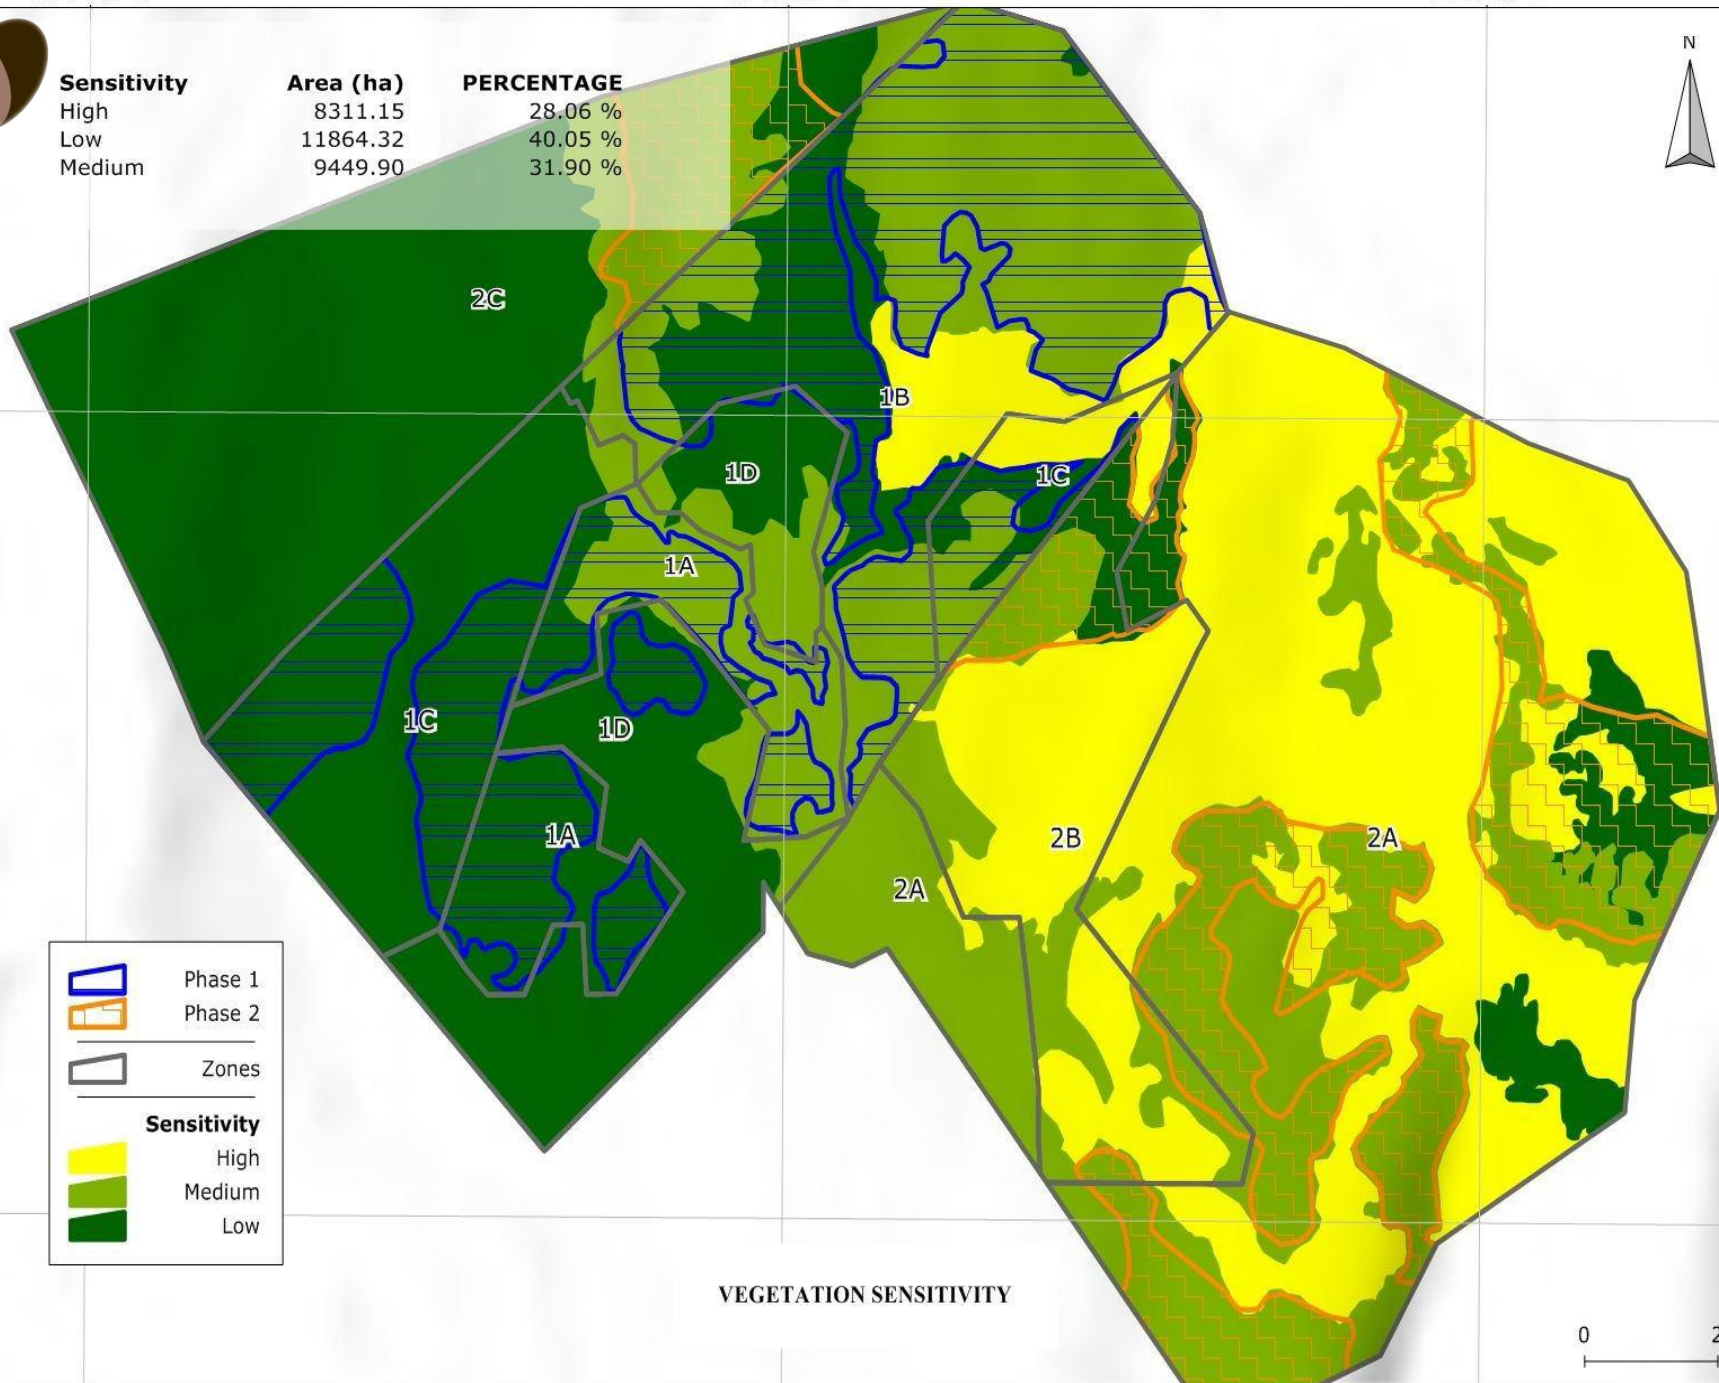 N
Sensitivity Area (ha) PERCENTAGE
High 8311.15 28.06 %
Low 11864.32 40.05 %
Medium 9449.90 31.90 %
2C
1B
1D
1C
1A
1C
1D
1A
2B
2A
2A
Phase 1
Phase 2
Zones
Sensitivity
High
Medium
Low
VEGETATION SENSITIVITY
0